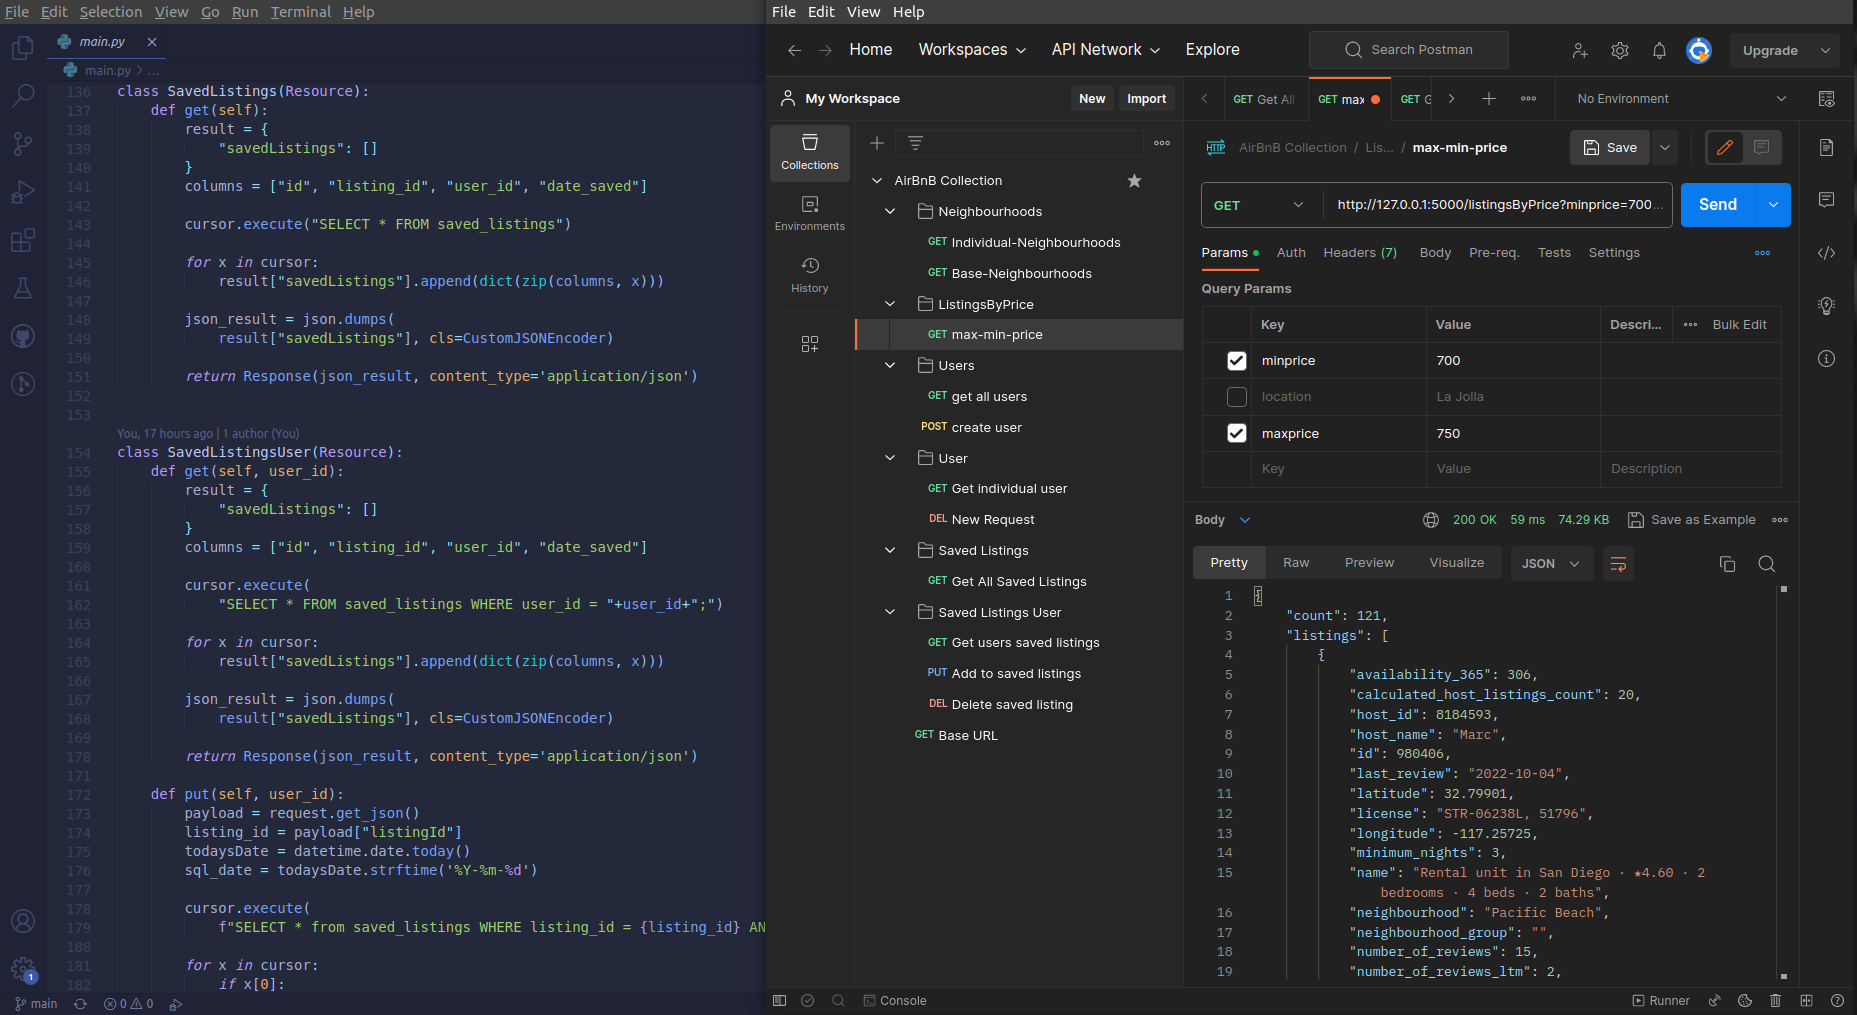 File Edit Selection View Go Run Terminal Help
main.py
main.py > ...
136 class SavedListings(Resource):
137 def get(self):
138 result = {
139 "savedListings": []
140 }
141 columns = ["id", "listing_id", "user_id", "date_saved"]
142
143 cursor.execute("SELECT * FROM saved_listings")
144
145 for x in cursor:
146 result["savedListings"].append(dict(zip(columns, x)))
147
148 json_result = json.dumps(
149 result["savedListings"], cls=CustomJSONEncoder)
150
151 return Response(json_result, content_type='application/json')
152
153
You, 17 hours ago | 1 author (You)
154 class SavedListingsUser(Resource):
155 def get(self, user_id):
156 result = {
157 "savedListings": []
158 }
159 columns = ["id", "listing_id", "user_id", "date_saved"]
160
161 cursor.execute(
162 "SELECT * FROM saved_listings WHERE user_id = "+user_id+";")
163
164 for x in cursor:
165 result["savedListings"].append(dict(zip(columns, x)))
166
167 json_result = json.dumps(
168 result["savedListings"], cls=CustomJSONEncoder)
169
170 return Response(json_result, content_type='application/json')
171
172 def put(self, user_id):
173 payload = request.get_json()
174 listing_id = payload["listingId"]
175 todaysDate = datetime.date.today()
176 sql_date = todaysDate.strftime('%Y-%m-%d')
177
178 cursor.execute(
179 f"SELECT * from saved_listings WHERE listing_id = {listing_id} AN
180
181 for x in cursor:
182 if x[0]:
1
main 0 0
File Edit View Help
Home Workspaces API Network Explore Search Postman Upgrade
My Workspace New Import
Collections
Environments
History
AirBnB Collection
Neighbourhoods
GET Individual-Neighbourhoods
GET Base-Neighbourhoods
ListingsByPrice
GET max-min-price
Users
GET get all users
POST create user
User
GET Get individual user
DEL New Request
Saved Listings
GET Get All Saved Listings
Saved Listings User
GET Get users saved listings
PUT Add to saved listings
DEL Delete saved listing
GET Base URL
GET Get All GET max GET G No Environment
HTTP AirBnB Collection / Lis... / max-min-price Save
GET http://127.0.0.1:5000/listingsByPrice?minprice=700... Send
Params Auth Headers (7) Body Pre-req. Tests Settings
Query Params
Key Value Descri... Bulk Edit
minprice 700
location La Jolla
maxprice 750
Key Value Description
Body 200 OK 59 ms 74.29 KB Save as Example
Pretty Raw Preview Visualize JSON
1 {
2 "count": 121,
3 "listings": [
4 {
5 "availability_365": 306,
6 "calculated_host_listings_count": 20,
7 "host_id": 8184593,
8 "host_name": "Marc",
9 "id": 980406,
10 "last_review": "2022-10-04",
11 "latitude": 32.79901,
12 "license": "STR-06238L, 51796",
13 "longitude": -117.25725,
14 "minimum_nights": 3,
15 "name": "Rental unit in San Diego · ★4.60 · 2
bedrooms · 4 beds · 2 baths",
16 "neighbourhood": "Pacific Beach",
17 "neighbourhood_group": "",
18 "number_of_reviews": 15,
19 "number_of_reviews_ltm": 2,
Console Runner